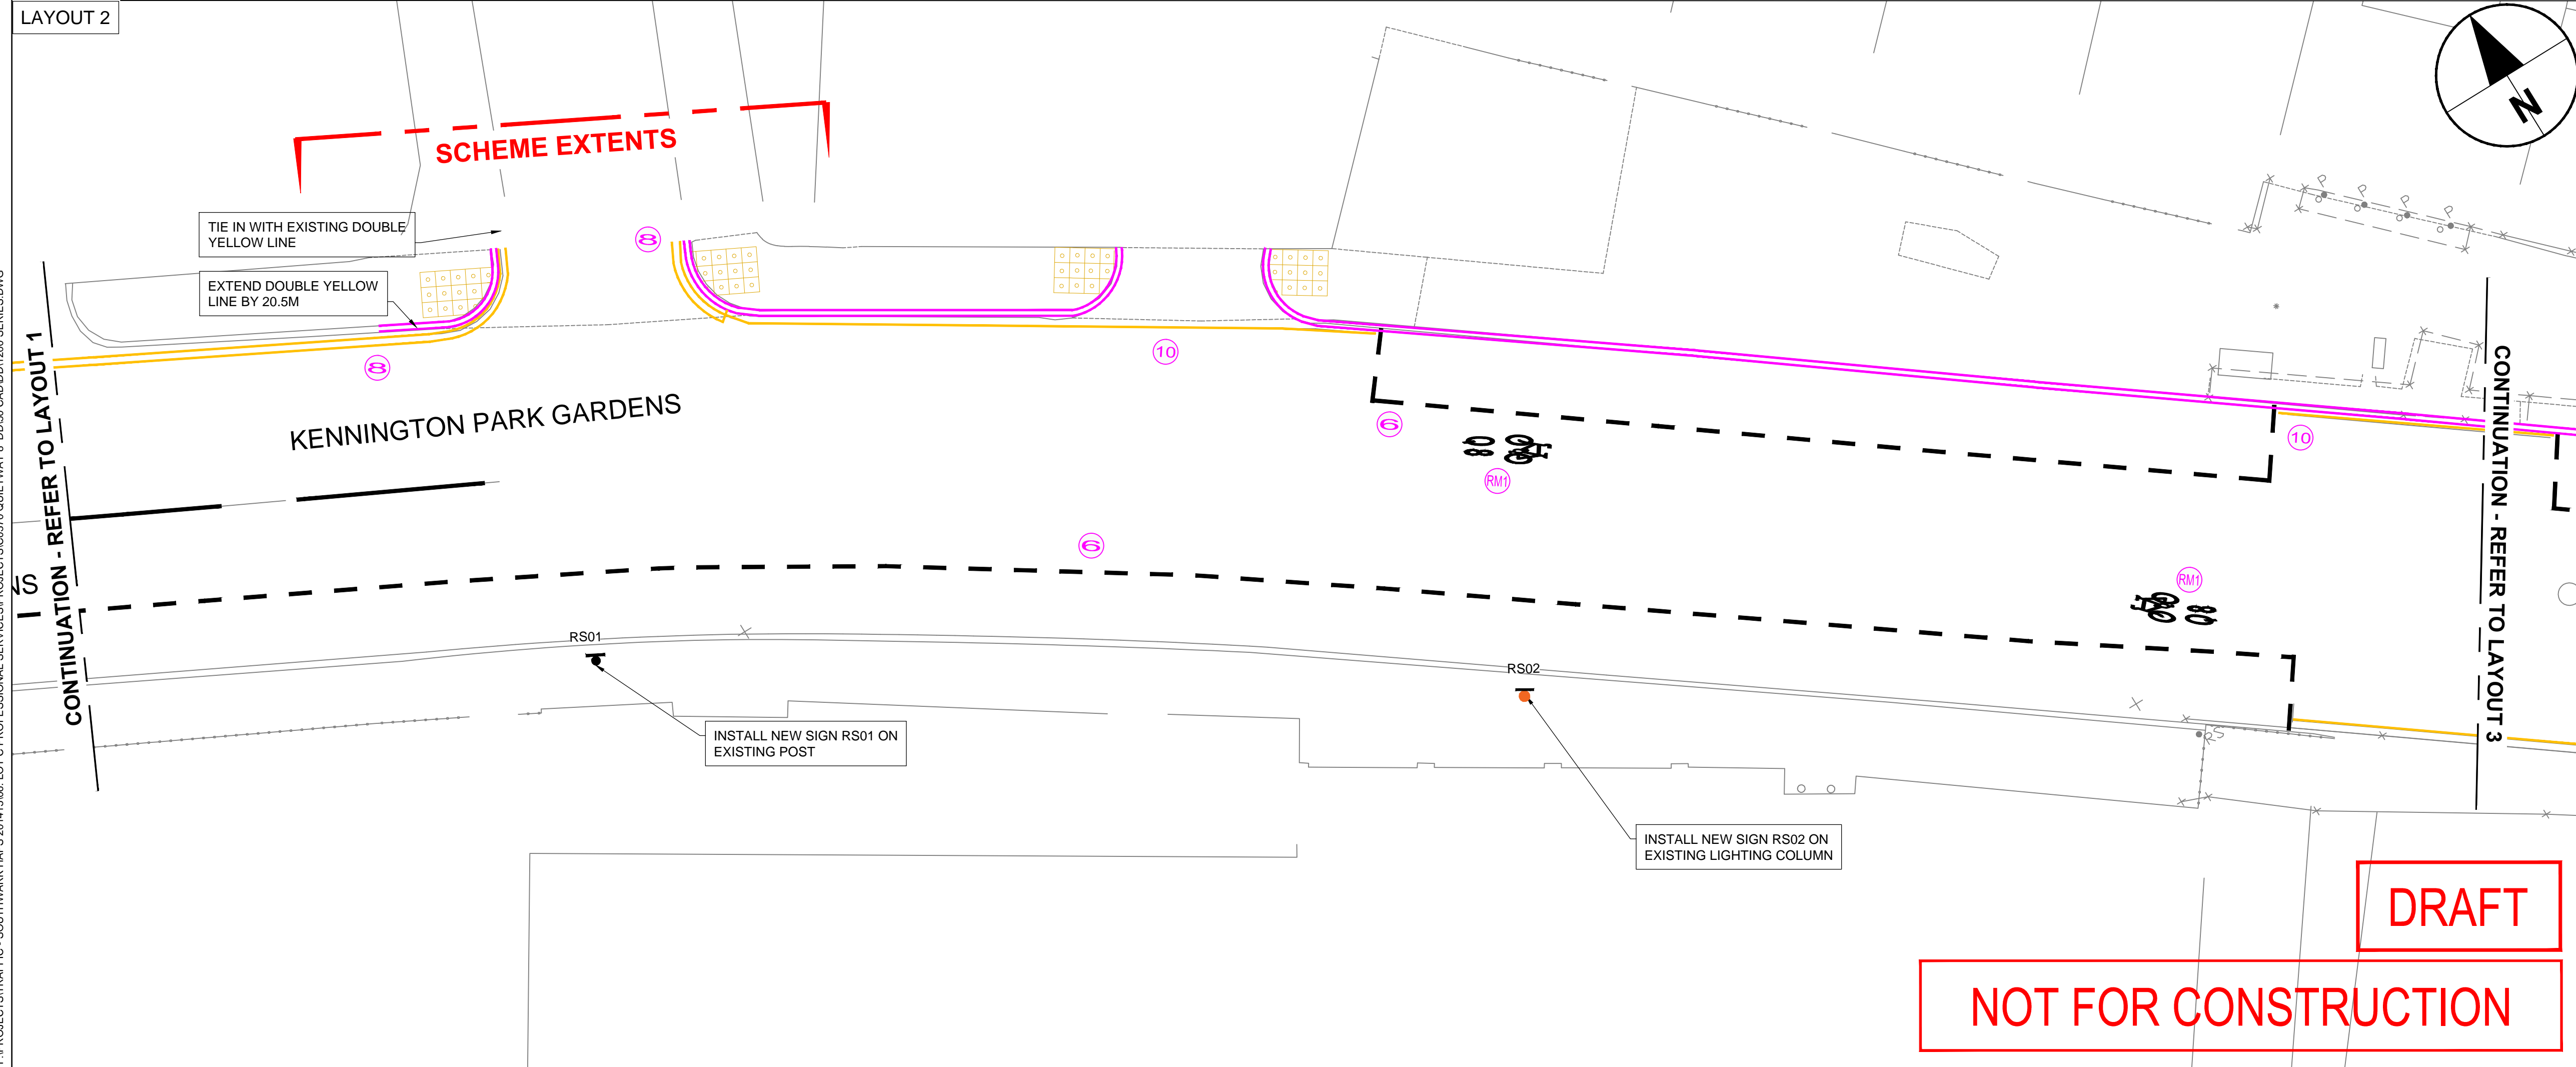 LAYOUT 2
N
SCHEME EXTENTS
TIE IN WITH EXISTING DOUBLE
YELLOW LINE
EXTEND DOUBLE YELLOW
LINE BY 20.5M
8
8
10
6
10
6
RM1
RM1
P
P
P
P
CONTINUATION - REFER TO LAYOUT 1
KENNINGTON PARK GARDENS
NS
CONTINUATION - REFER TO LAYOUT 3
RS01
RS02
RS
INSTALL NEW SIGN RS01 ON
EXISTING POST
INSTALL NEW SIGN RS02 ON
EXISTING LIGHTING COLUMN
DRAFT
NOT FOR CONSTRUCTION